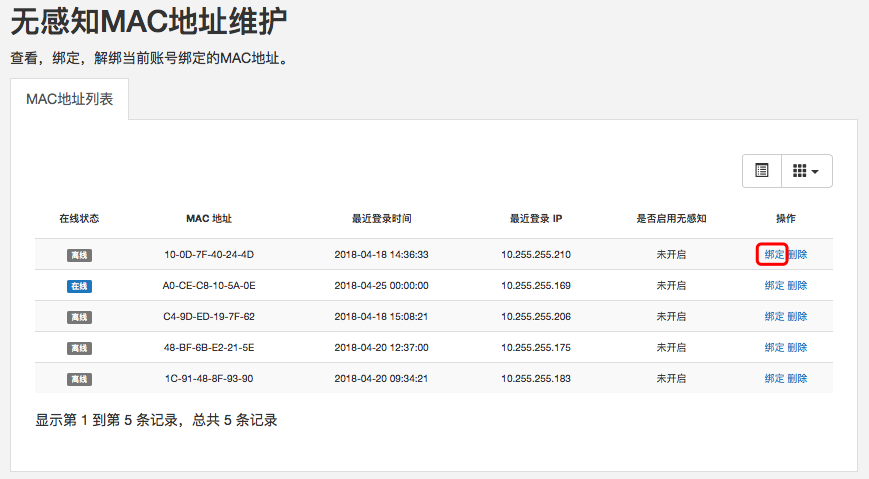 无感知MAC地址维护
查看，绑定，解绑当前账号绑定的MAC地址。
MAC地址列表
在线状态 MAC 地址 最近登录时间 最近登录 IP 是否启用无感知 操作
离线 10-0D-7F-40-24-4D 2018-04-18 14:36:33 10.255.255.210 未开启 绑定 删除
在线 A0-CE-C8-10-5A-0E 2018-04-25 00:00:00 10.255.255.169 未开启 绑定 删除
离线 C4-9D-ED-19-7F-62 2018-04-18 15:08:21 10.255.255.206 未开启 绑定 删除
离线 48-BF-6B-E2-21-5E 2018-04-20 12:37:00 10.255.255.175 未开启 绑定 删除
离线 1C-91-48-8F-93-90 2018-04-20 09:34:21 10.255.255.183 未开启 绑定 删除
显示第 1 到第 5 条记录，总共 5 条记录